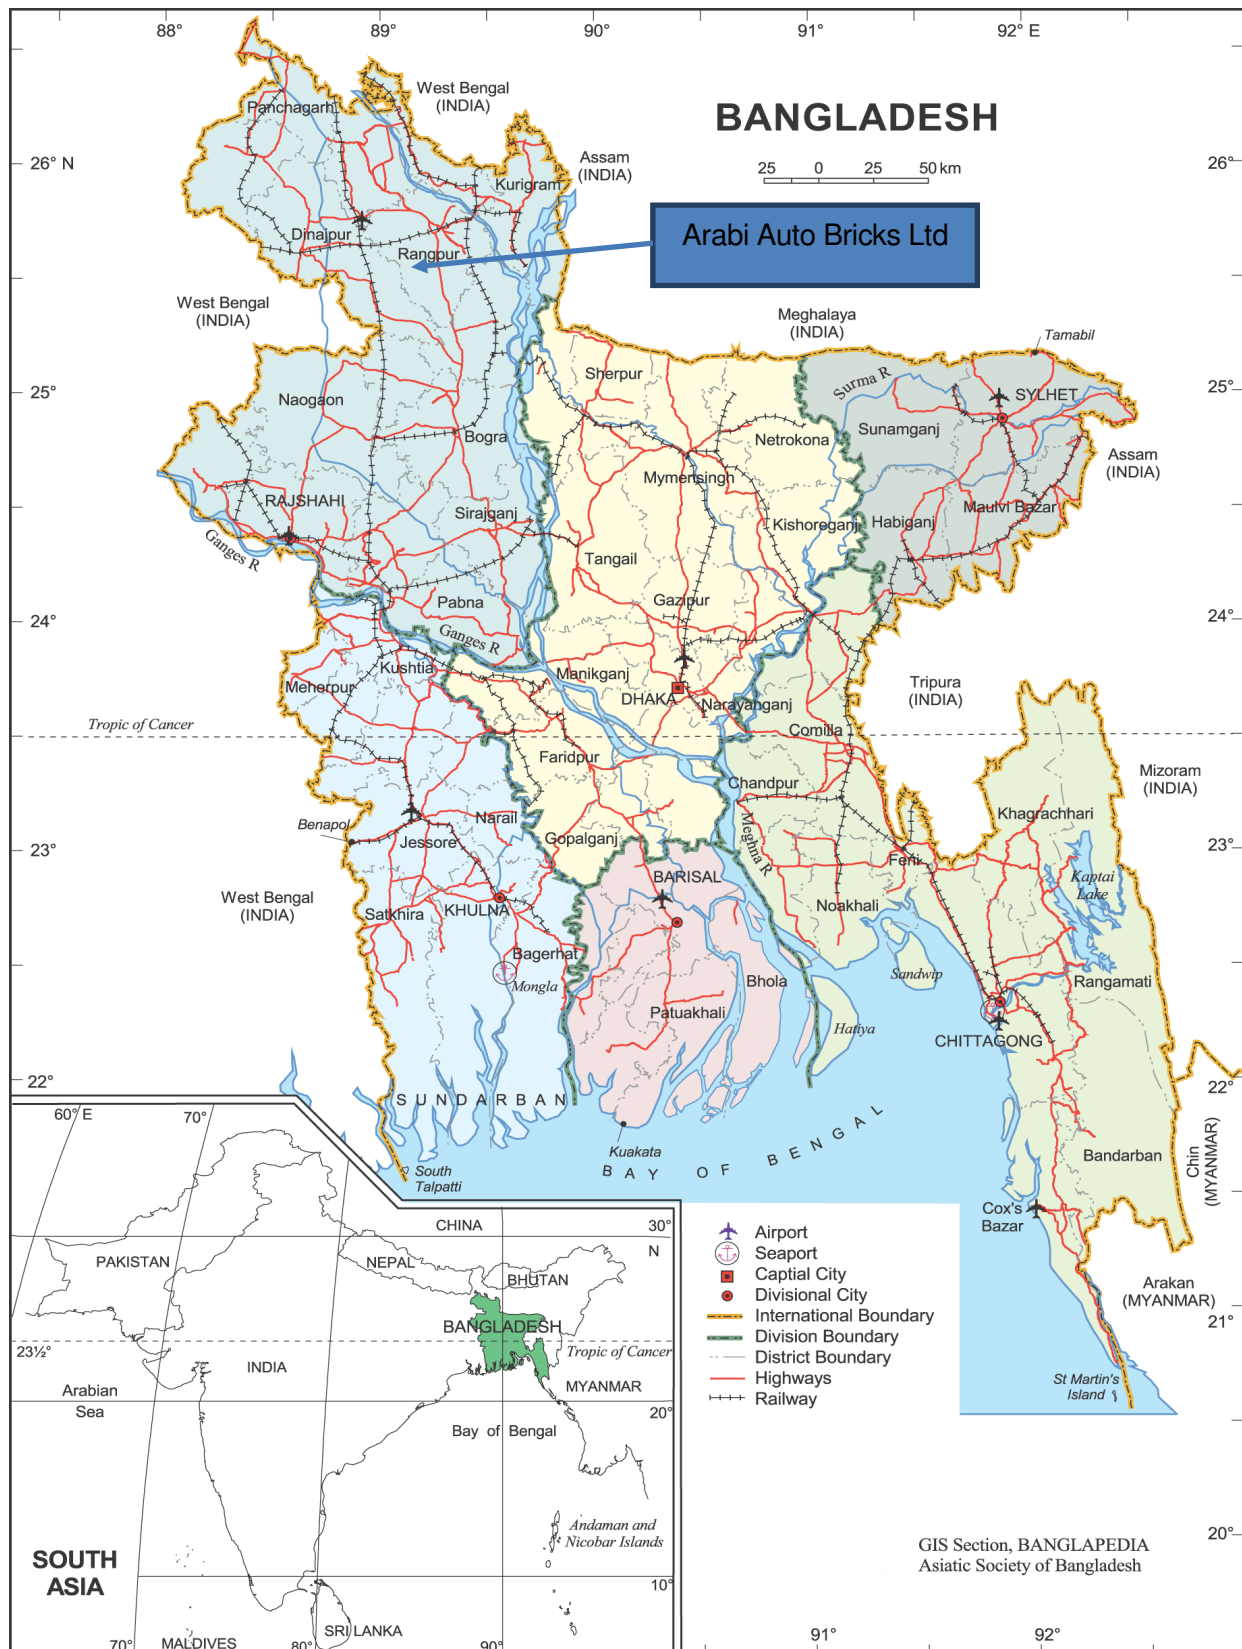 88° 89° 90° 91° 92° E
West Bengal
(INDIA)
BANGLADESH
Panchagarh
26° N
Assam
(INDIA)
26°
25 0 25 50 km
Kurigram
Arabi Auto Bricks Ltd
Dinajpur
Rangpur
West Bengal
(INDIA)
Meghalaya
(INDIA)
Tamabil
25°
Sherpur
Surma R
SYLHET
25°
Naogaon
Sunamganj
Bogra
Netrokona
Assam
(INDIA)
Mymensingh
RAJSHAHI
Sirajganj
Kishoreganj
Habiganj
Maulvi Bazar
Ganges R
Tangail
Pabna
Gazipur
24°
Ganges R
24°
Kushtia
Manikganj
Meherpur
DHAKA
Narayanganj
Tripura
(INDIA)
Tropic of Cancer
Comilla
Faridpur
Chandpur
Mizoram
(INDIA)
Khagrachhari
Benapol
Narail
Jessore
Gopalganj
Meghna R
23°
Feni
23°
West Bengal
(INDIA)
BARISAL
Kaptai
Lake
Satkhira
KHULNA
Noakhali
Bagerhat
Mongla
Bhola
Sandwip
Rangamati
Patuakhali
Hatiya
CHITTAGONG
22°
SUNDARBAN
22°
Kuakata
BAY OF BENGAL
Chin
(MYANMAR)
Bandarban
South
Talpatti
Cox's
Bazar
Arakan
(MYANMAR)
21°
St Martin's
Island
20°
Airport
Seaport
Captial City
Divisional City
International Boundary
Division Boundary
District Boundary
Highways
Railway
60° E 70°
CHINA
30°
N
PAKISTAN
NEPAL
BHUTAN
BANGLADESH
23½°
INDIA
Tropic of Cancer
MYANMAR
Arabian
Sea
20°
Bay of Bengal
Andaman and
Nicobar Islands
SOUTH
ASIA
10°
SRI LANKA
MALDIVES
70° 80° 90°
GIS Section, BANGLAPEDIA
Asiatic Society of Bangladesh
91° 92°